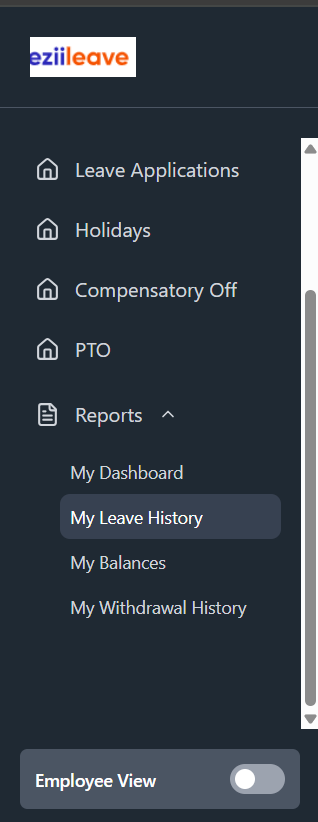 eziileave
Leave Applications
Holidays
Compensatory Off
PTO
Reports
My Dashboard
My Leave History
My Balances
My Withdrawal History
Employee View